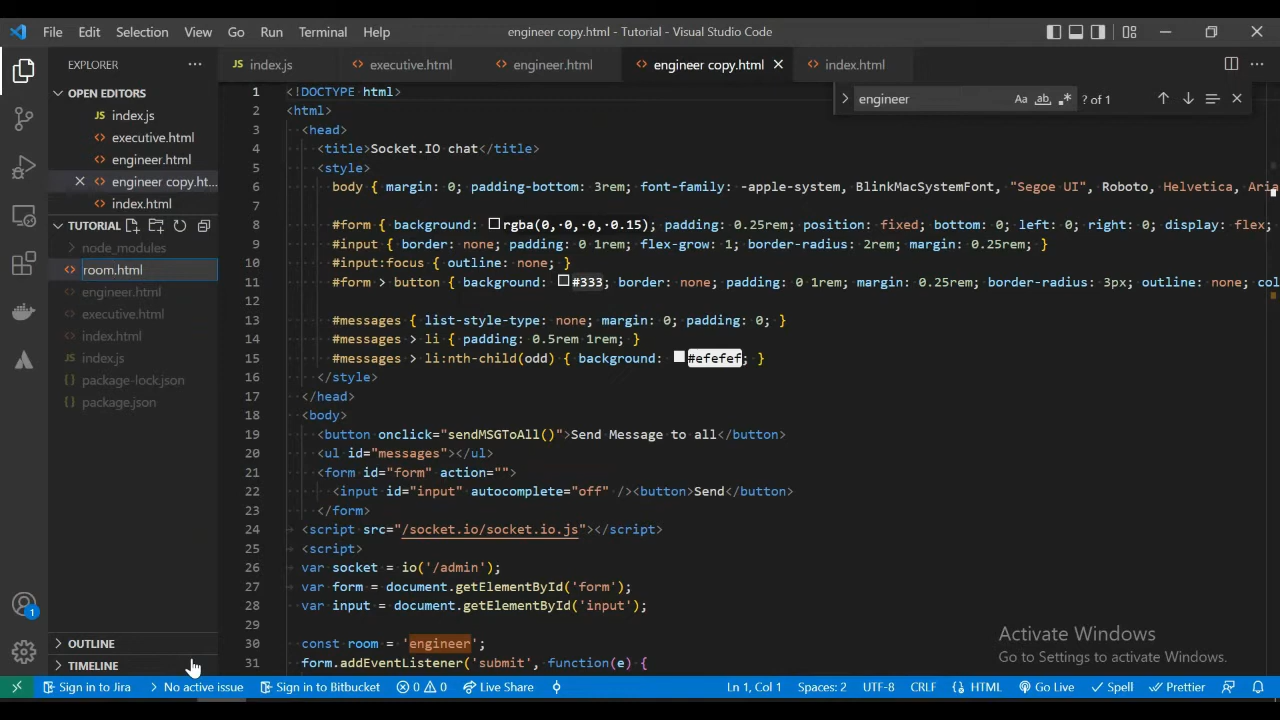 File Edit Selection View Go Run Terminal Help engineer copy.html - Tutorial - Visual Studio Code
EXPLORER
index.js executive.html engineer.html engineer copy.html index.html
OPEN EDITORS
index.js
executive.html
engineer.html
engineer copy.ht...
index.html
TUTORIAL
node_modules
room.html
engineer.html
executive.html
index.html
index.js
package-lock.json
package.json
OUTLINE
TIMELINE
engineer Aa ab ? of 1
1 <!DOCTYPE html>
2 <html>
3 <head>
4 <title>Socket.IO chat</title>
5 <style>
6 body { margin: 0; padding-bottom: 3rem; font-family: -apple-system, BlinkMacSystemFont, "Segoe UI", Roboto, Helvetica, Aria
7
8 #form { background: rgba(0, 0, 0, 0.15); padding: 0.25rem; position: fixed; bottom: 0; left: 0; right: 0; display: flex;
9 #input { border: none; padding: 0 1rem; flex-grow: 1; border-radius: 2rem; margin: 0.25rem; }
10 #input:focus { outline: none; }
11 #form > button { background: #333; border: none; padding: 0 1rem; margin: 0.25rem; border-radius: 3px; outline: none; col
12
13 #messages { list-style-type: none; margin: 0; padding: 0; }
14 #messages > li { padding: 0.5rem 1rem; }
15 #messages > li:nth-child(odd) { background: #efefef; }
16 </style>
17 </head>
18 <body>
19 <button onclick="sendMSGToAll()">Send Message to all</button>
20 <ul id="messages"></ul>
21 <form id="form" action="">
22 <input id="input" autocomplete="off" /><button>Send</button>
23 </form>
24 <script src="/socket.io/socket.io.js"></script>
25 <script>
26 var socket = io('/admin');
27 var form = document.getElementById('form');
28 var input = document.getElementById('input');
29
30 const room = 'engineer';
31 form.addEventListener('submit', function(e) {
Activate Windows
Go to Settings to activate Windows.
1
Sign in to Jira No active issue Sign in to Bitbucket 0 0 Live Share Ln 1, Col 1 Spaces: 2 UTF-8 CRLF HTML Go Live Spell Prettier